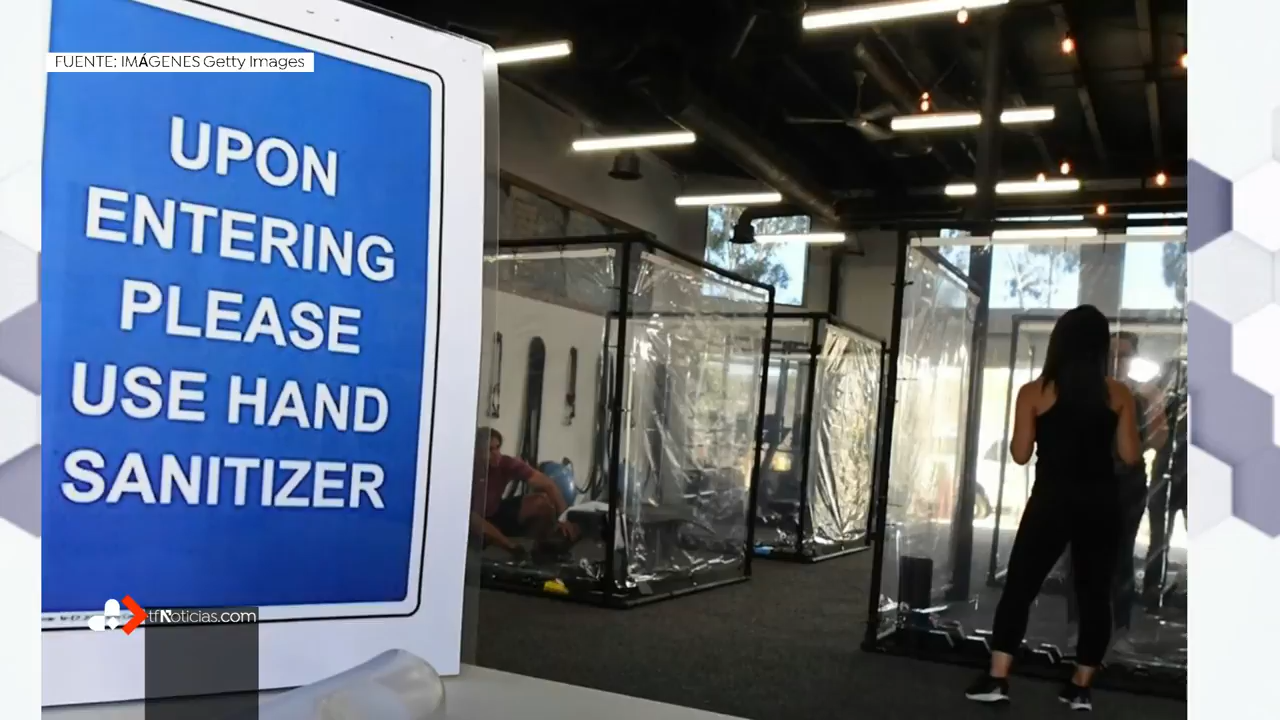 FUENTE: IMÁGENES Getty Images
UPON
ENTERING
PLEASE
USE HAND
SANITIZER
tfNoticias.com